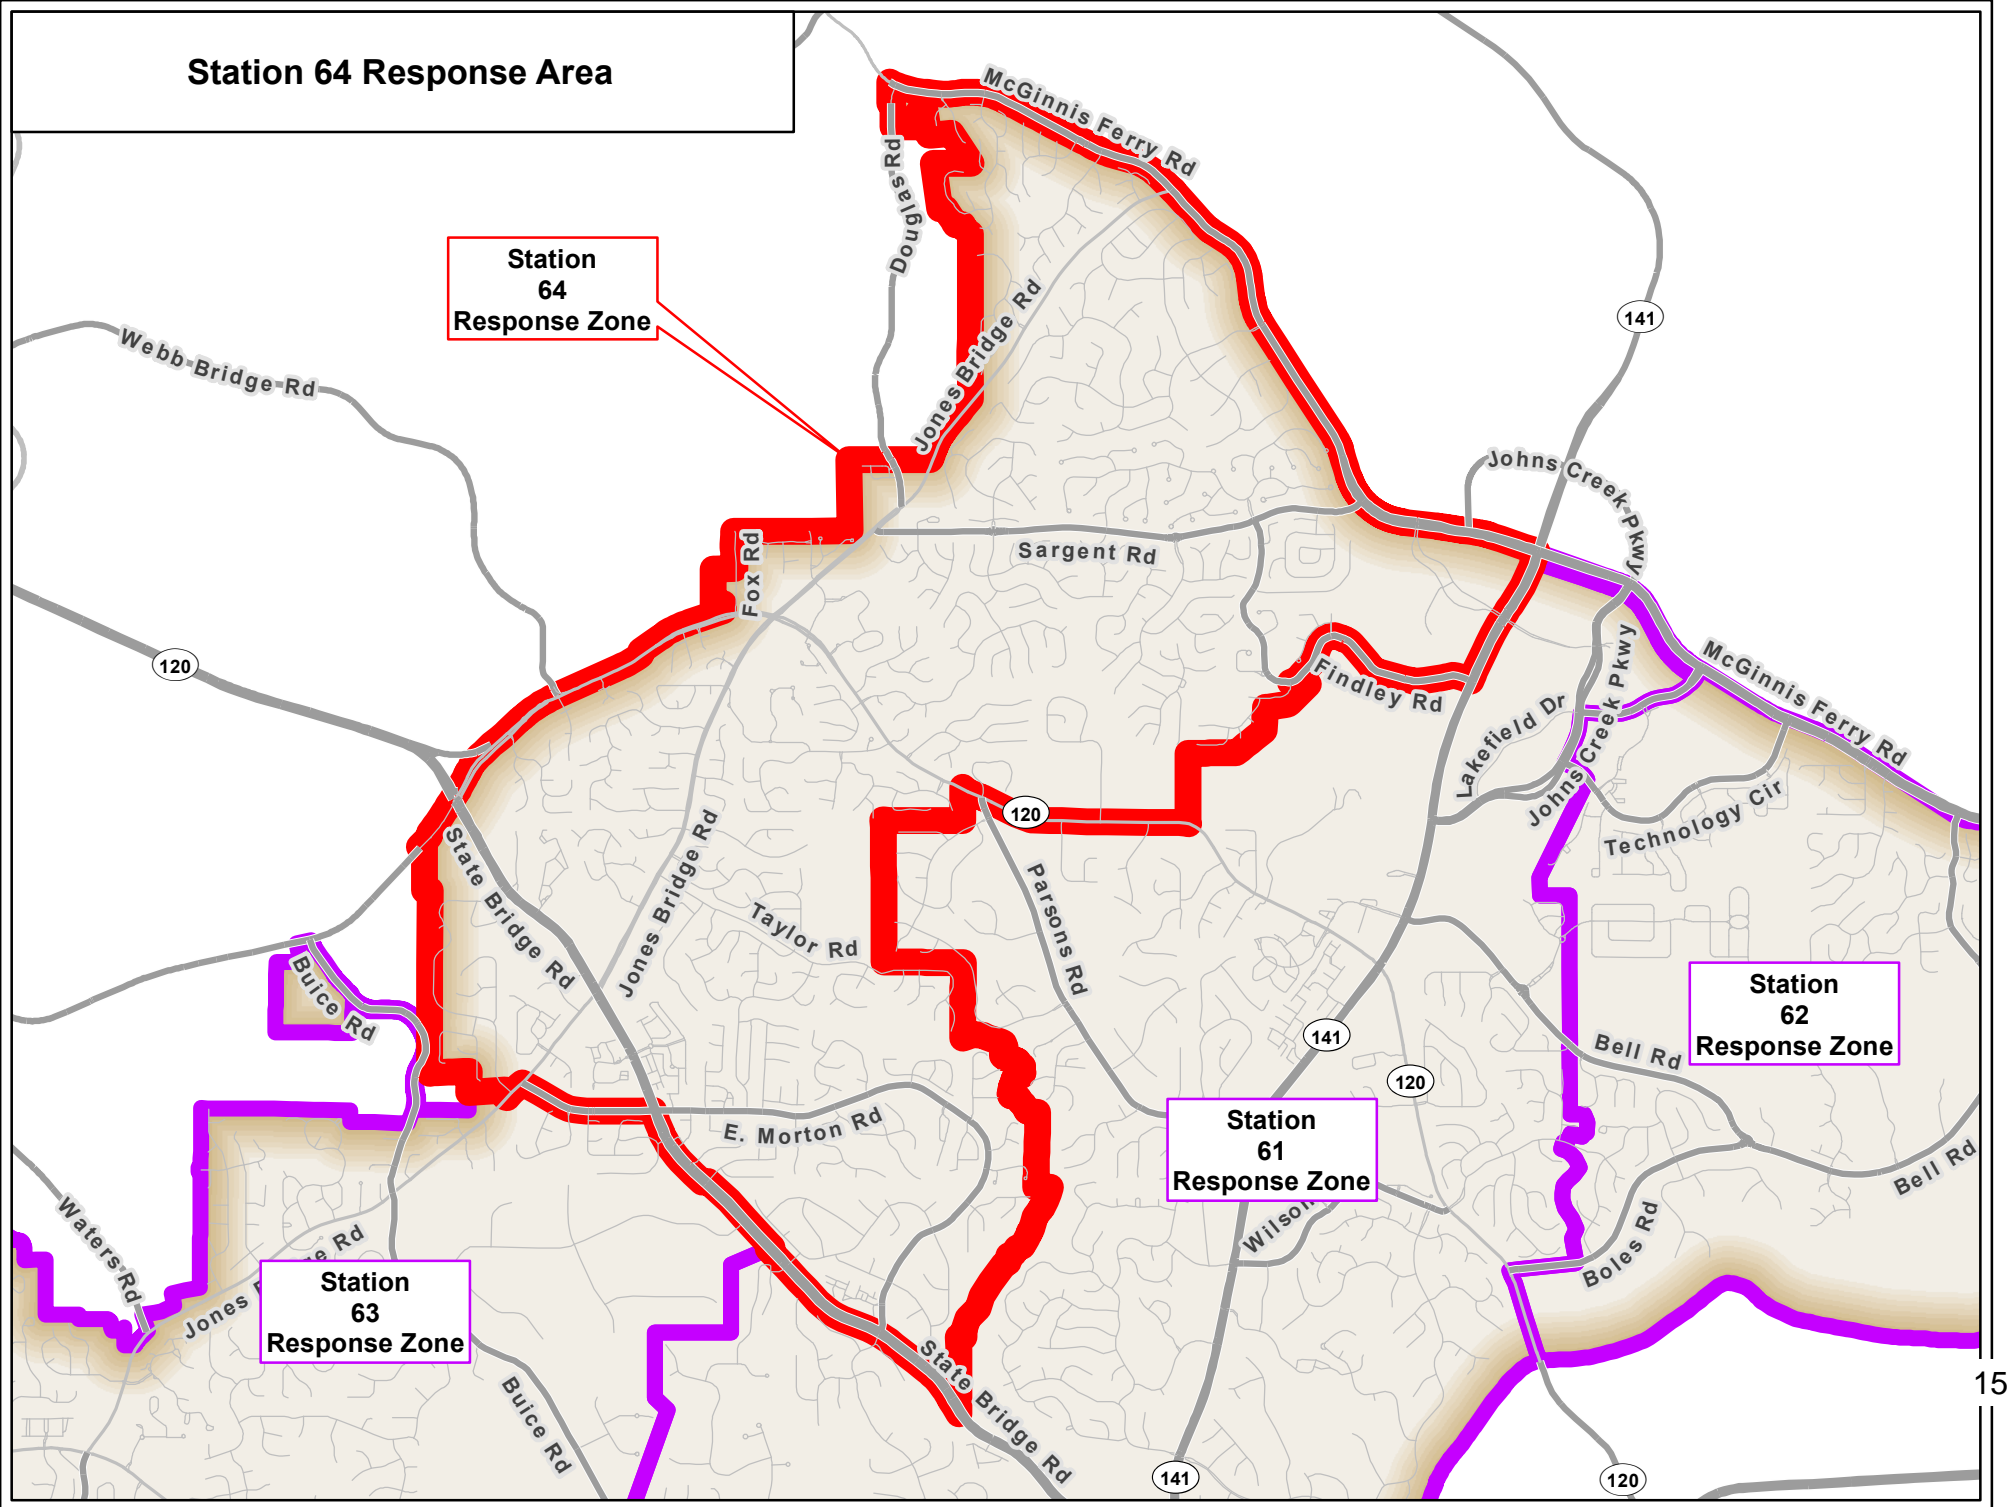 Station 64 Response Area
McGinnis Ferry Rd
Douglas Rd
Station
64
Response Zone
141
Jones Bridge Rd
Webb Bridge Rd
Johns Creek Pkwy
Sargent Rd
Fox Rd
120
Findley Rd
Johns Creek Pkwy
McGinnis Ferry Rd
Lakefield Dr
Technology Cir
120
State Bridge Rd
Jones Bridge Rd
Taylor Rd
Parsons Rd
Buice Rd
Station
62
Response Zone
141
Bell Rd
120
E. Morton Rd
Station
61
Response Zone
Bell Rd
Waters Rd
Wilson
Boles Rd
Jones
Rd
Station
63
Response Zone
State Bridge Rd
Buice Rd
15
141
120